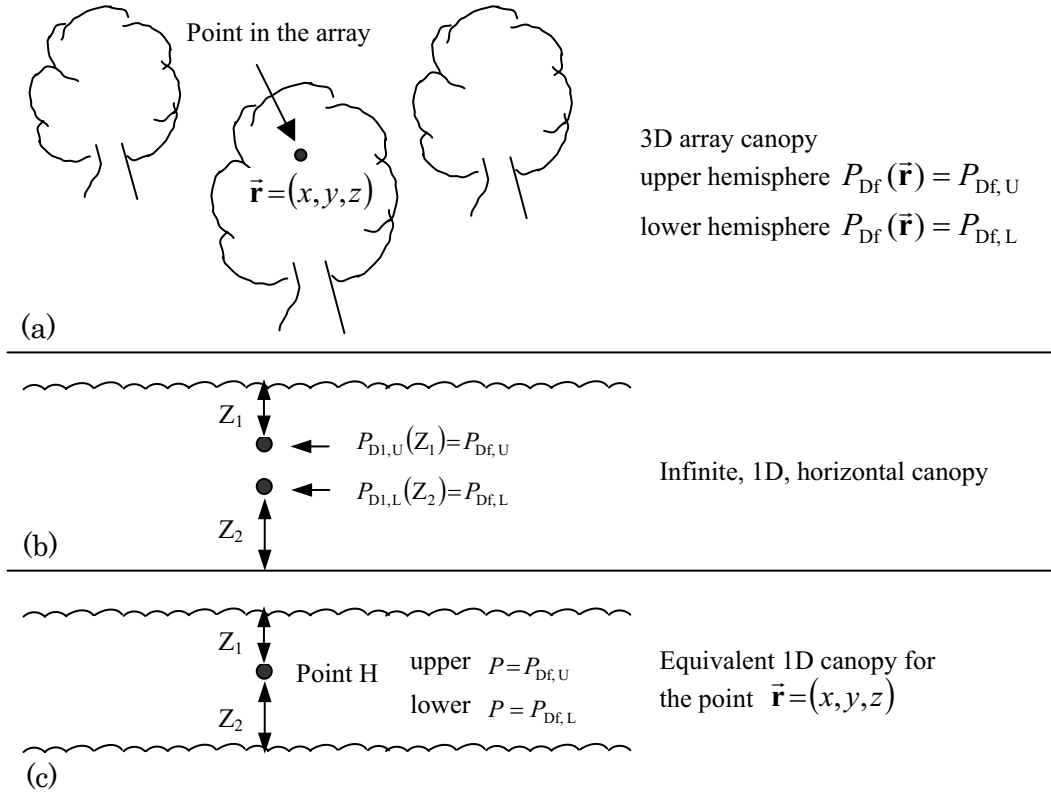 Point in the array
r⃗ = (x, y, z)
3D array canopy
upper hemisphere P_Df (r⃗) = P_Df, U
lower hemisphere P_Df (r⃗) = P_Df, L
(a)
Z₁
P_D1,U (Z₁) = P_Df, U
P_D1,L (Z₂) = P_Df, L
Infinite, 1D, horizontal canopy
Z₂
(b)
Z₁
Point H
upper P = P_Df, U
lower P = P_Df, L
Equivalent 1D canopy for
the point r⃗ = (x, y, z)
Z₂
(c)